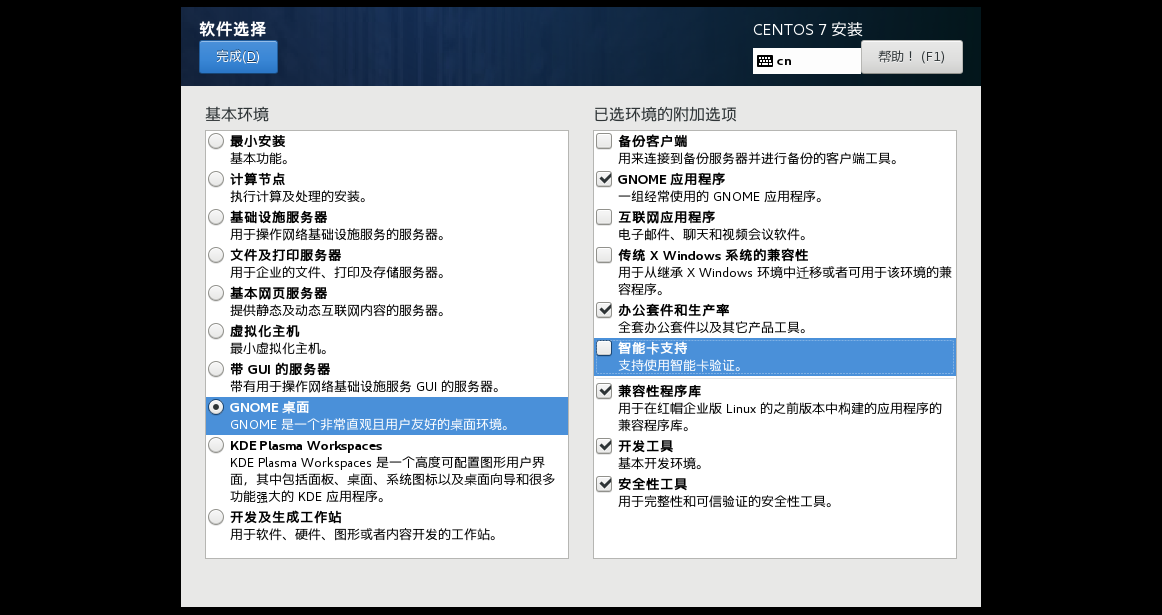 软件选择
完成(D)
CENTOS 7 安装
cn
帮助！ (F1)
基本环境
最小安装
基本功能。
计算节点
执行计算及处理的安装。
基础设施服务器
用于操作网络基础设施服务的服务器。
文件及打印服务器
用于企业的文件、打印及存储服务器。
基本网页服务器
提供静态及动态互联网内容的服务器。
虚拟化主机
最小虚拟化主机。
带 GUI 的服务器
带有用于操作网络基础设施服务 GUI 的服务器。
GNOME 桌面
GNOME 是一个非常直观且用户友好的桌面环境。
KDE Plasma Workspaces
KDE Plasma Workspaces 是一个高度可配置图形用户界
面，其中包括面板、桌面、系统图标以及桌面向导和很多
功能强大的 KDE 应用程序。
开发及生成工作站
用于软件、硬件、图形或者内容开发的工作站。
已选环境的附加选项
备份客户端
用来连接到备份服务器并进行备份的客户端工具。
GNOME 应用程序
一组经常使用的 GNOME 应用程序。
互联网应用程序
电子邮件、聊天和视频会议软件。
传统 X Windows 系统的兼容性
用于从继承 X Windows 环境中迁移或者可用于该环境的兼
容程序。
办公套件和生产率
全套办公套件以及其它产品工具。
智能卡支持
支持使用智能卡验证。
兼容性程序库
用于在红帽企业版 Linux 的之前版本中构建的应用程序的
兼容程序库。
开发工具
基本开发环境。
安全性工具
用于完整性和可信验证的安全性工具。